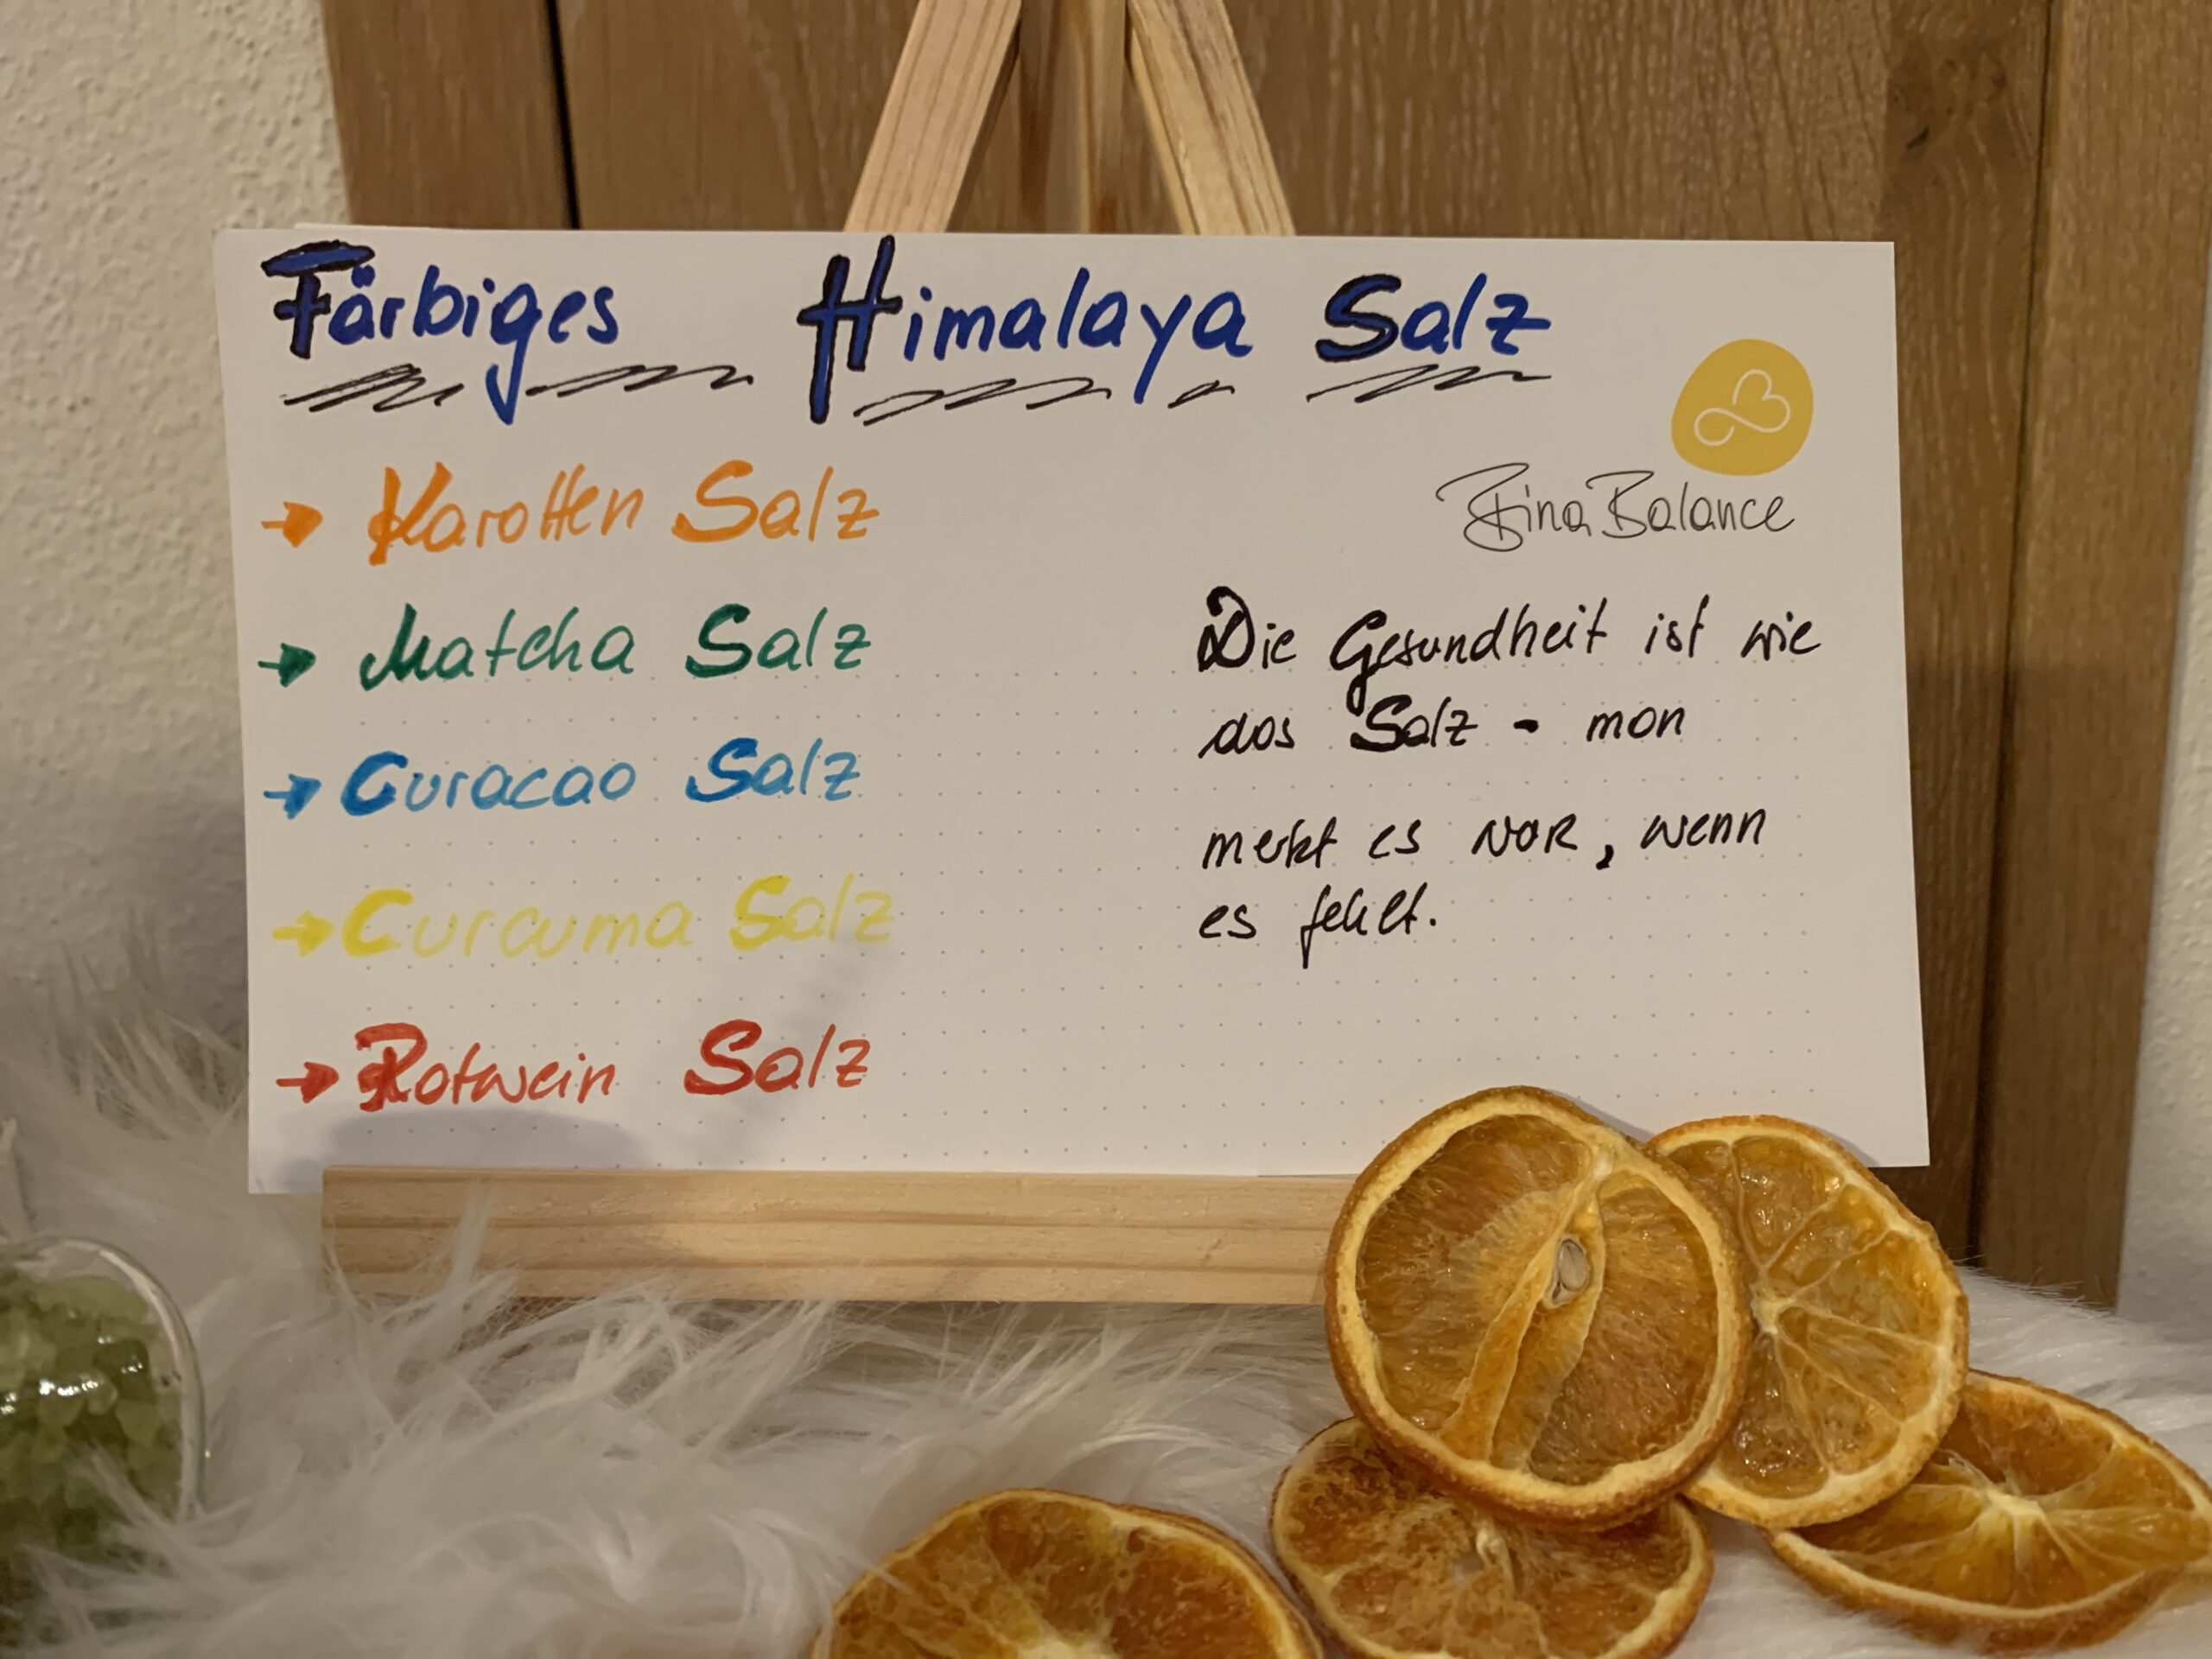 Färbiges Himalaya Salz
→ Karotten Salz
→ Matcha Salz
→ Curacao Salz
→ Curcuma Salz
→ Rotwein Salz
Balance
Die Gesundheit ist wie
das Salz - man
merkt es NUR, wenn
es fehlt.